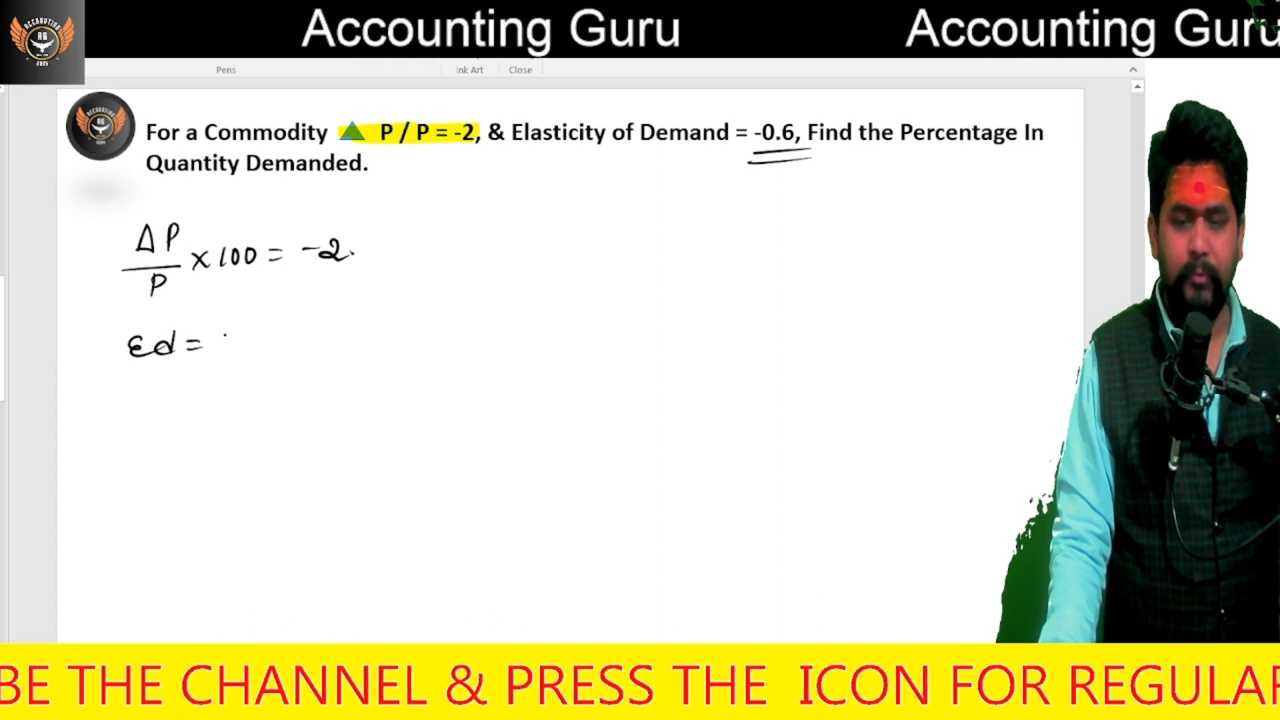 Accounting Guru Accounting Guru
Pens Ink Art Close
For a Commodity ▲ P / P = -2, & Elasticity of Demand = -0.6, Find the Percentage In
Quantity Demanded.
ΔP
/P × 100 = -2.
Ed =
BE THE CHANNEL & PRESS THE ICON FOR REGULAR